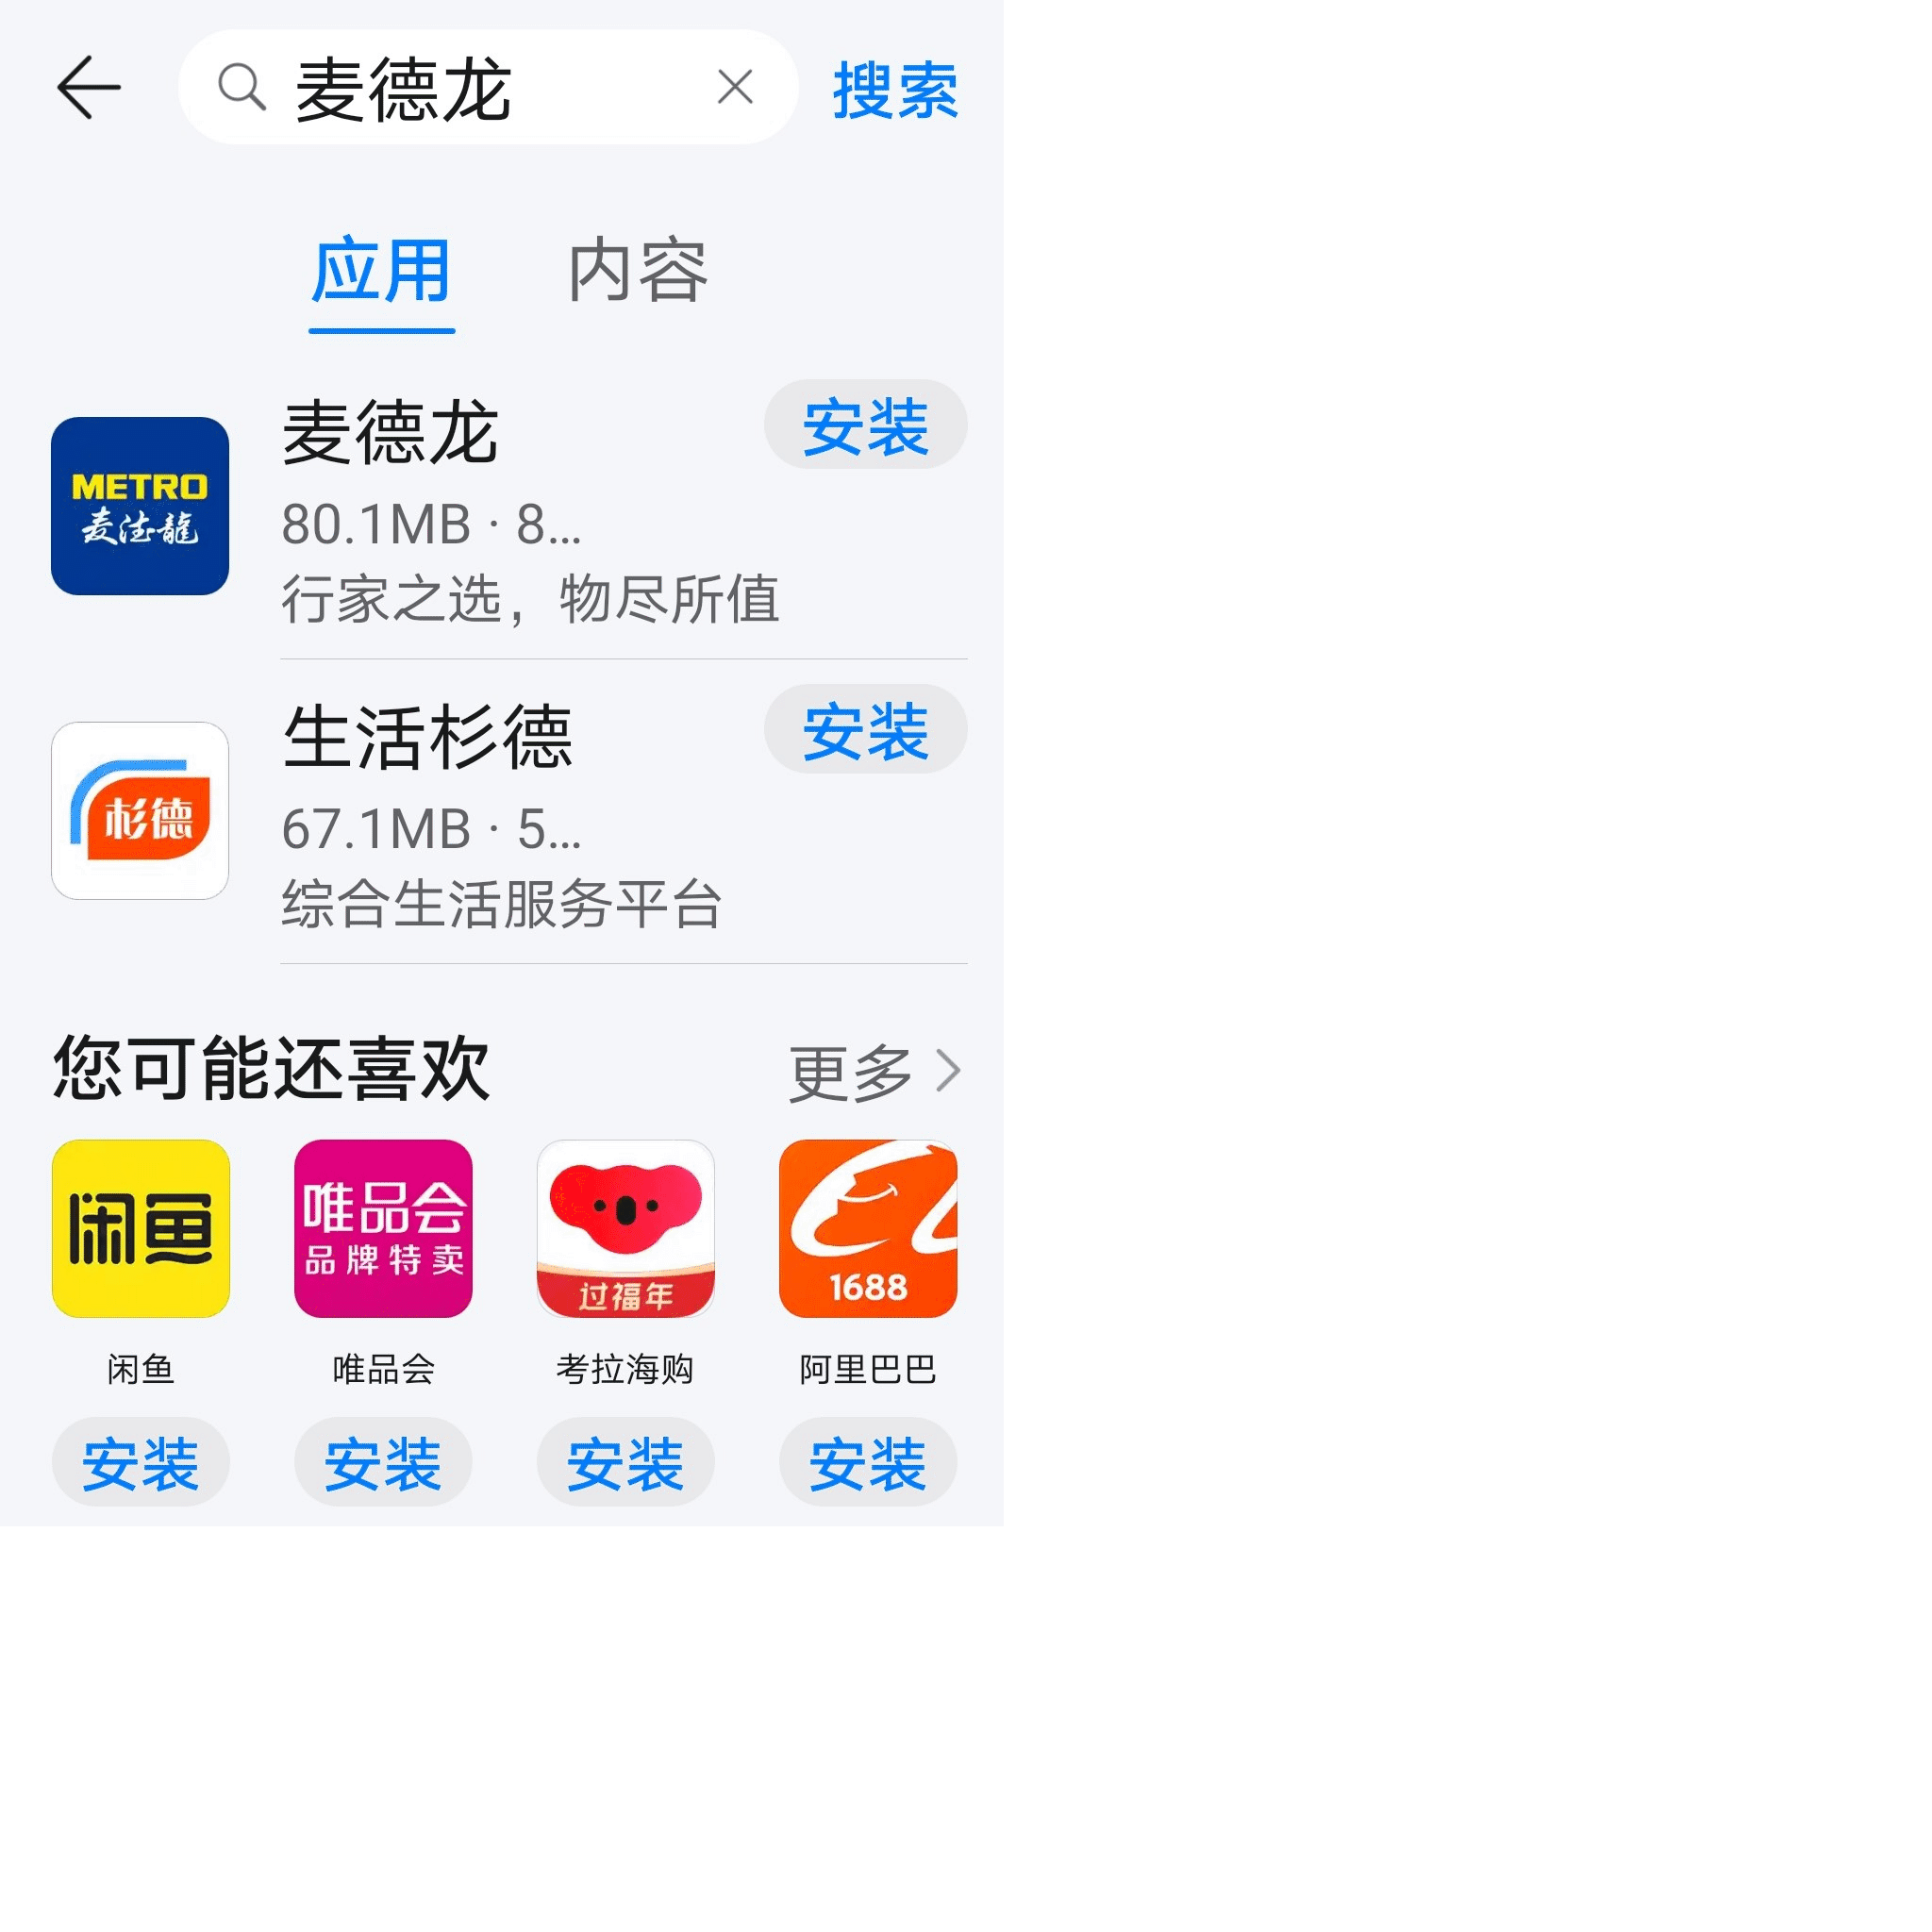 麦德龙
搜索
应用 内容
麦德龙
安装
METRO
麦德龍
80.1MB · 8...
行家之选，物尽所值
生活杉德
安装
杉德
67.1MB · 5...
综合生活服务平台
您可能还喜欢
更多
闲鱼
唯品会
品牌特卖
过福年
1688
闲鱼 唯品会 考拉海购 阿里巴巴
安装 安装 安装 安装